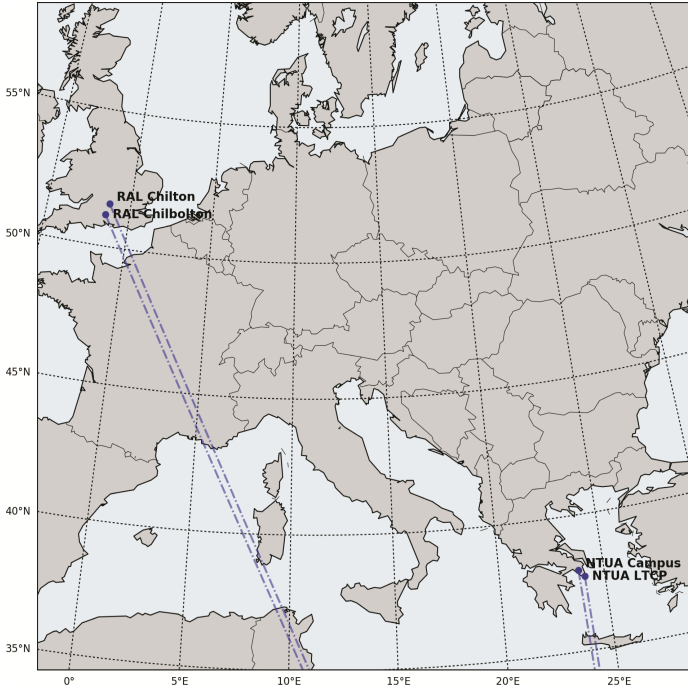 55°N
RAL Chilton
RAL Chilbolton
50°N
45°N
40°N
NTUA Campus
NTUA LTCP
35°N
0° 5°E 10°E 15°E 20°E 25°E